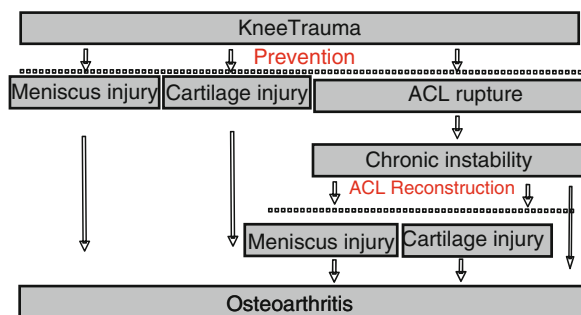 KneeTrauma
Prevention
Meniscus injury Cartilage injury ACL rupture
Chronic instability
ACL Reconstruction
Meniscus injury Cartilage injury
Osteoarthritis